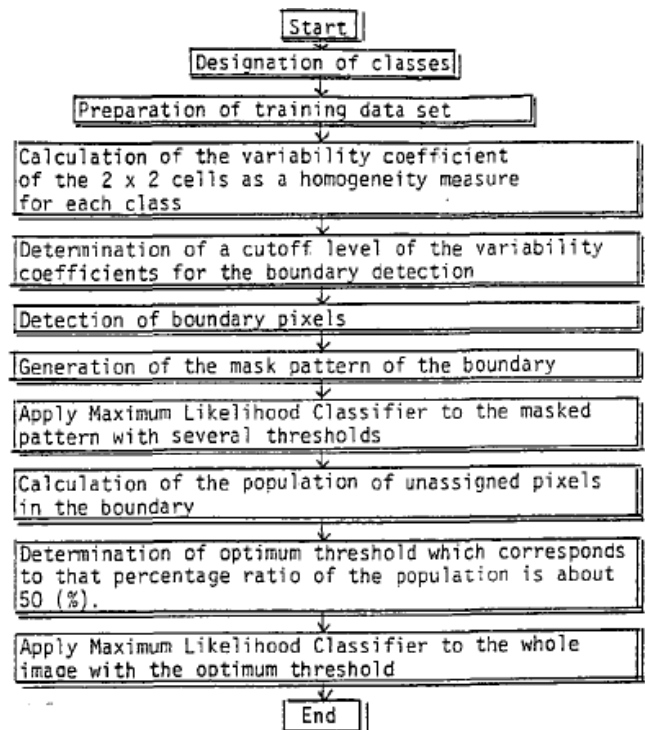 Start
Designation of classes
Preparation of training data set
Calculation of the variability coefficient
of the 2 x 2 cells as a homogeneity measure
for each class
Determination of a cutoff level of the variability
coefficients for the boundary detection
Detection of boundary pixels
Generation of the mask pattern of the boundary
Apply Maximum Likelihood Classifier to the masked
pattern with several thresholds
Calculation of the population of unassigned pixels
in the boundary
Determination of optimum threshold which corresponds
to that percentage ratio of the population is about
50 (%).
Apply Maximum Likelihood Classifier to the whole
image with the optimum threshold
End